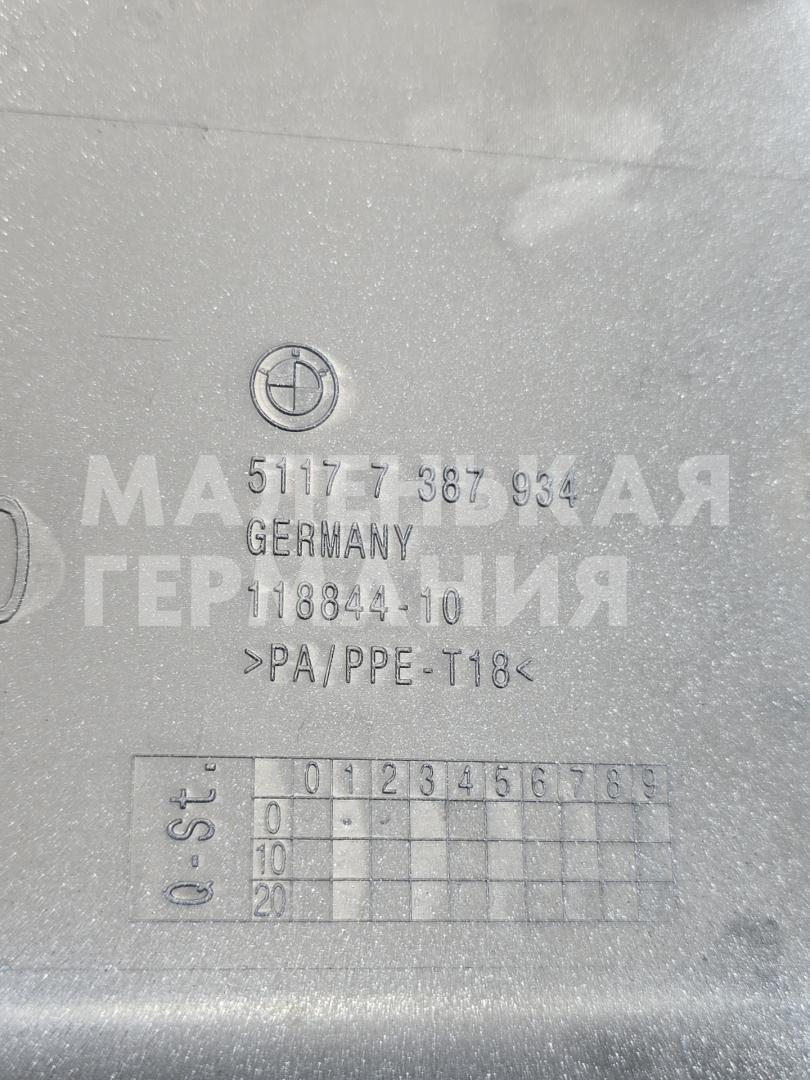 BMW
5117 7 387 934
GERMANY
118844-10
>PA/PPE-T18<
МАЛЕНЬКАЯ
ГЕРМАНИЯ
Q-St.
0 1 2 3 4 5 6 7 8 9
0
10
20